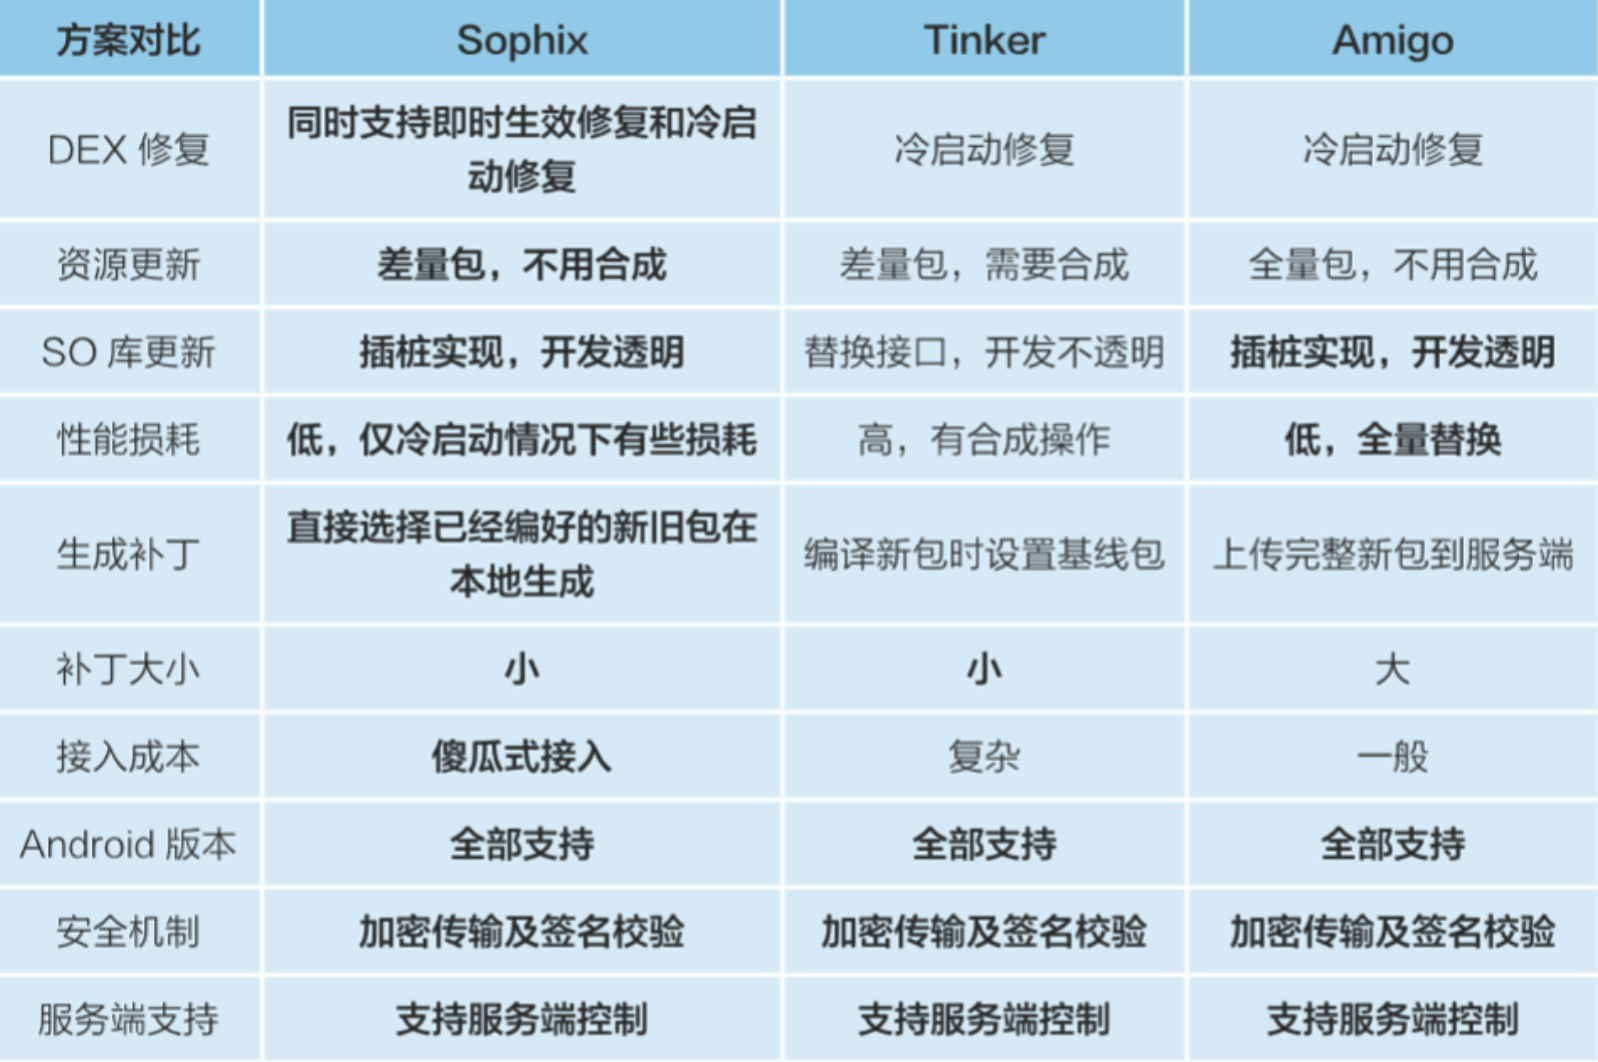 方案对比 Sophix Tinker Amigo
DEX 修复 同时支持即时生效修复和冷启动修复 冷启动修复 冷启动修复
资源更新 差量包，不用合成 差量包，需要合成 全量包，不用合成
SO 库更新 插桩实现，开发透明 替换接口，开发不透明 插桩实现，开发透明
性能损耗 低，仅冷启动情况下有些损耗 高，有合成操作 低，全量替换
生成补丁 直接选择已经编好的新旧包在本地生成 编译新包时设置基线包 上传完整新包到服务端
补丁大小 小 小 大
接入成本 傻瓜式接入 复杂 一般
Android 版本 全部支持 全部支持 全部支持
安全机制 加密传输及签名校验 加密传输及签名校验 加密传输及签名校验
服务端支持 支持服务端控制 支持服务端控制 支持服务端控制